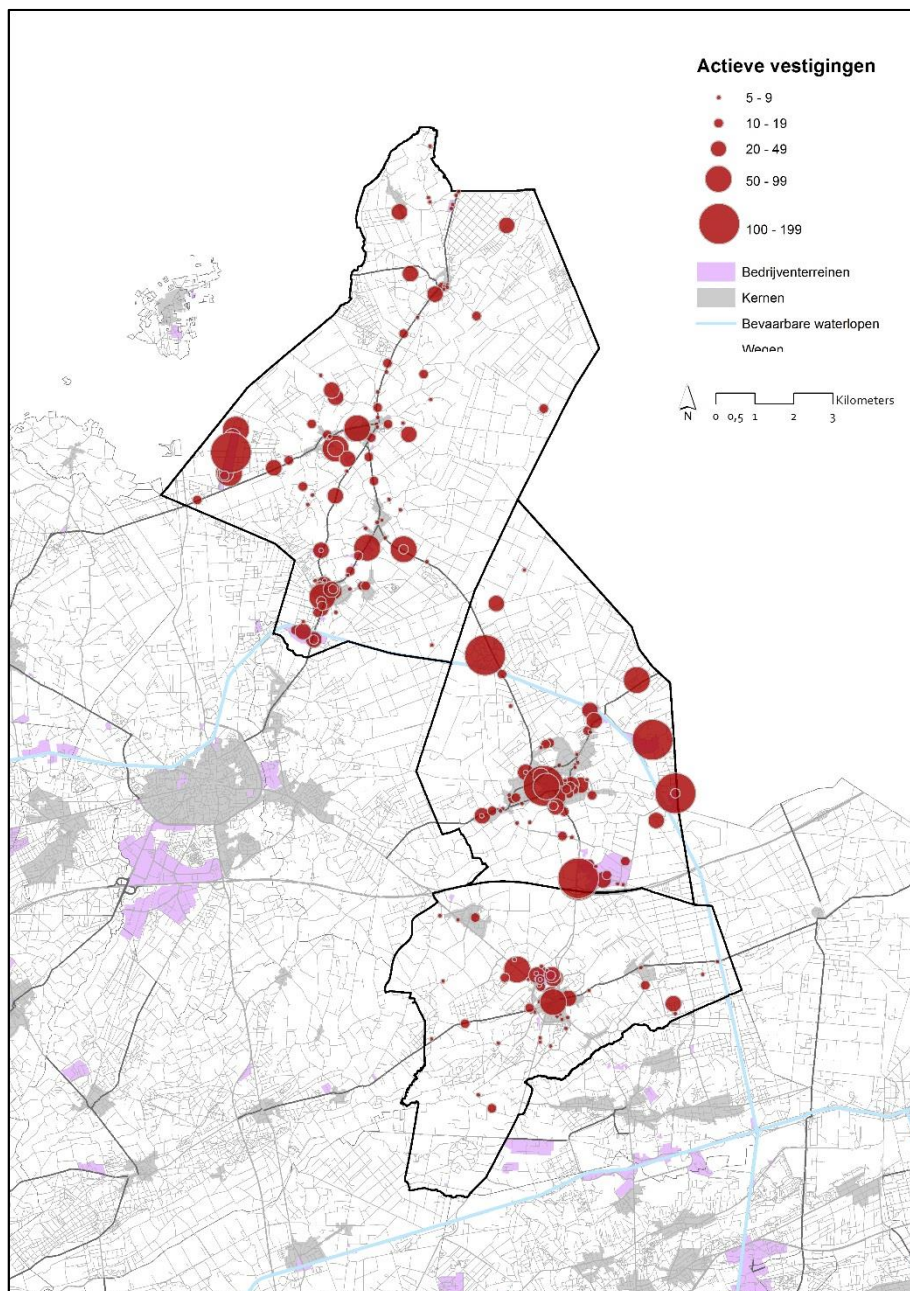 Actieve vestigingen
5 - 9
10 - 19
20 - 49
50 - 99
100 - 199
Bedrijventerreinen
Kernen
Bevaarbare waterlopen
Wegen
N
0 0,5 1 2 3 Kilometers